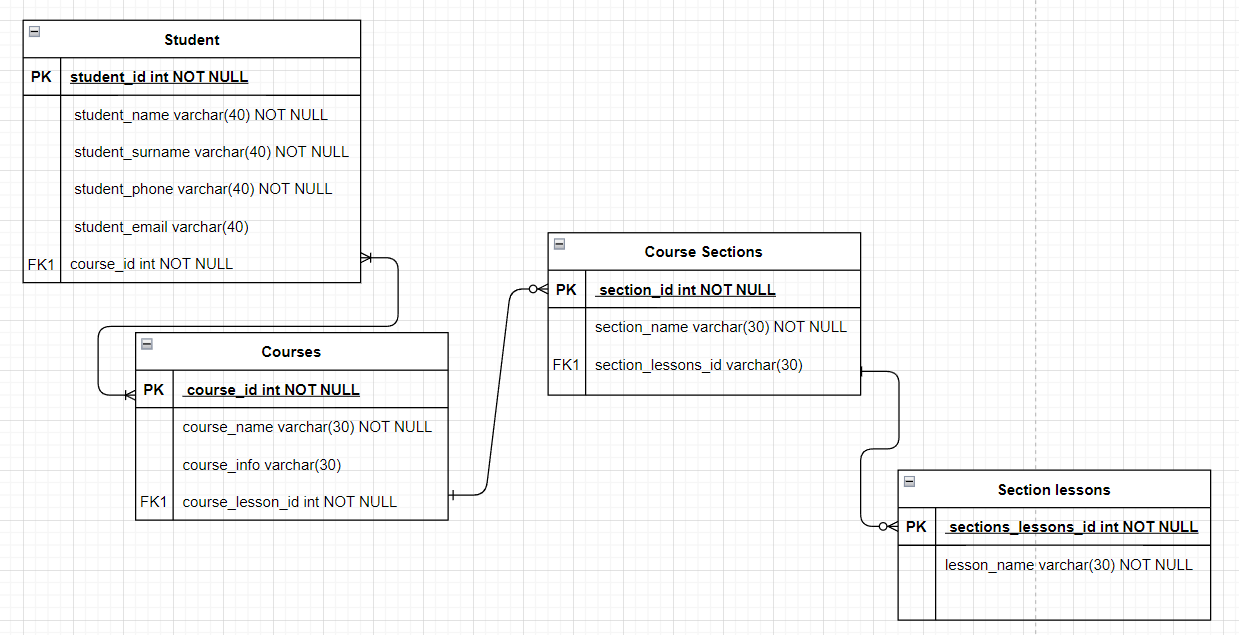 Student
PK student_id int NOT NULL
student_name varchar(40) NOT NULL
student_surname varchar(40) NOT NULL
student_phone varchar(40) NOT NULL
student_email varchar(40)
FK1 course_id int NOT NULL
Courses
PK course_id int NOT NULL
course_name varchar(30) NOT NULL
course_info varchar(30)
FK1 course_lesson_id int NOT NULL
Course Sections
PK section_id int NOT NULL
section_name varchar(30) NOT NULL
FK1 section_lessons_id varchar(30)
Section lessons
PK sections_lessons_id int NOT NULL
lesson_name varchar(30) NOT NULL